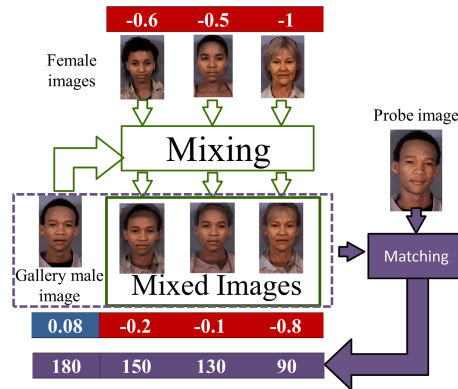 -0.6 -0.5 -1
Female
images
Probe image
Mixing
Matching
Gallery male
image
Mixed Images
0.08 -0.2 -0.1 -0.8
180 150 130 90